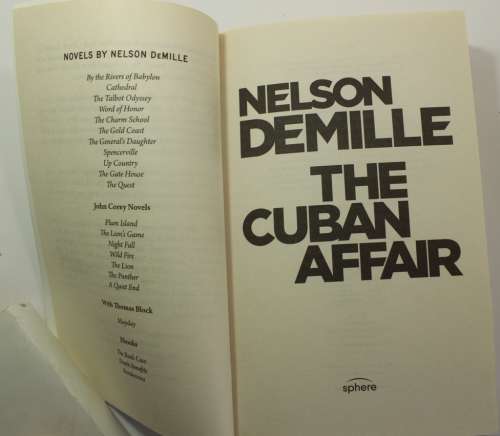 NOVELS BY NELSON DEMILLE
By the Rivers of Babylon
Cathedral
The Talbot Odyssey
Word of Honor
The Charm School
The Gold Coast
The General's Daughter
Spencerville
Up Country
The Gate House
The Quest
John Corey Novels
Plum Island
The Lion's Game
Night Fall
Wild Fire
The Lion
The Panther
A Quiet End
With Thomas Block
Mayday
NELSON
DEMILLE
THE
CUBAN
AFFAIR
sphere